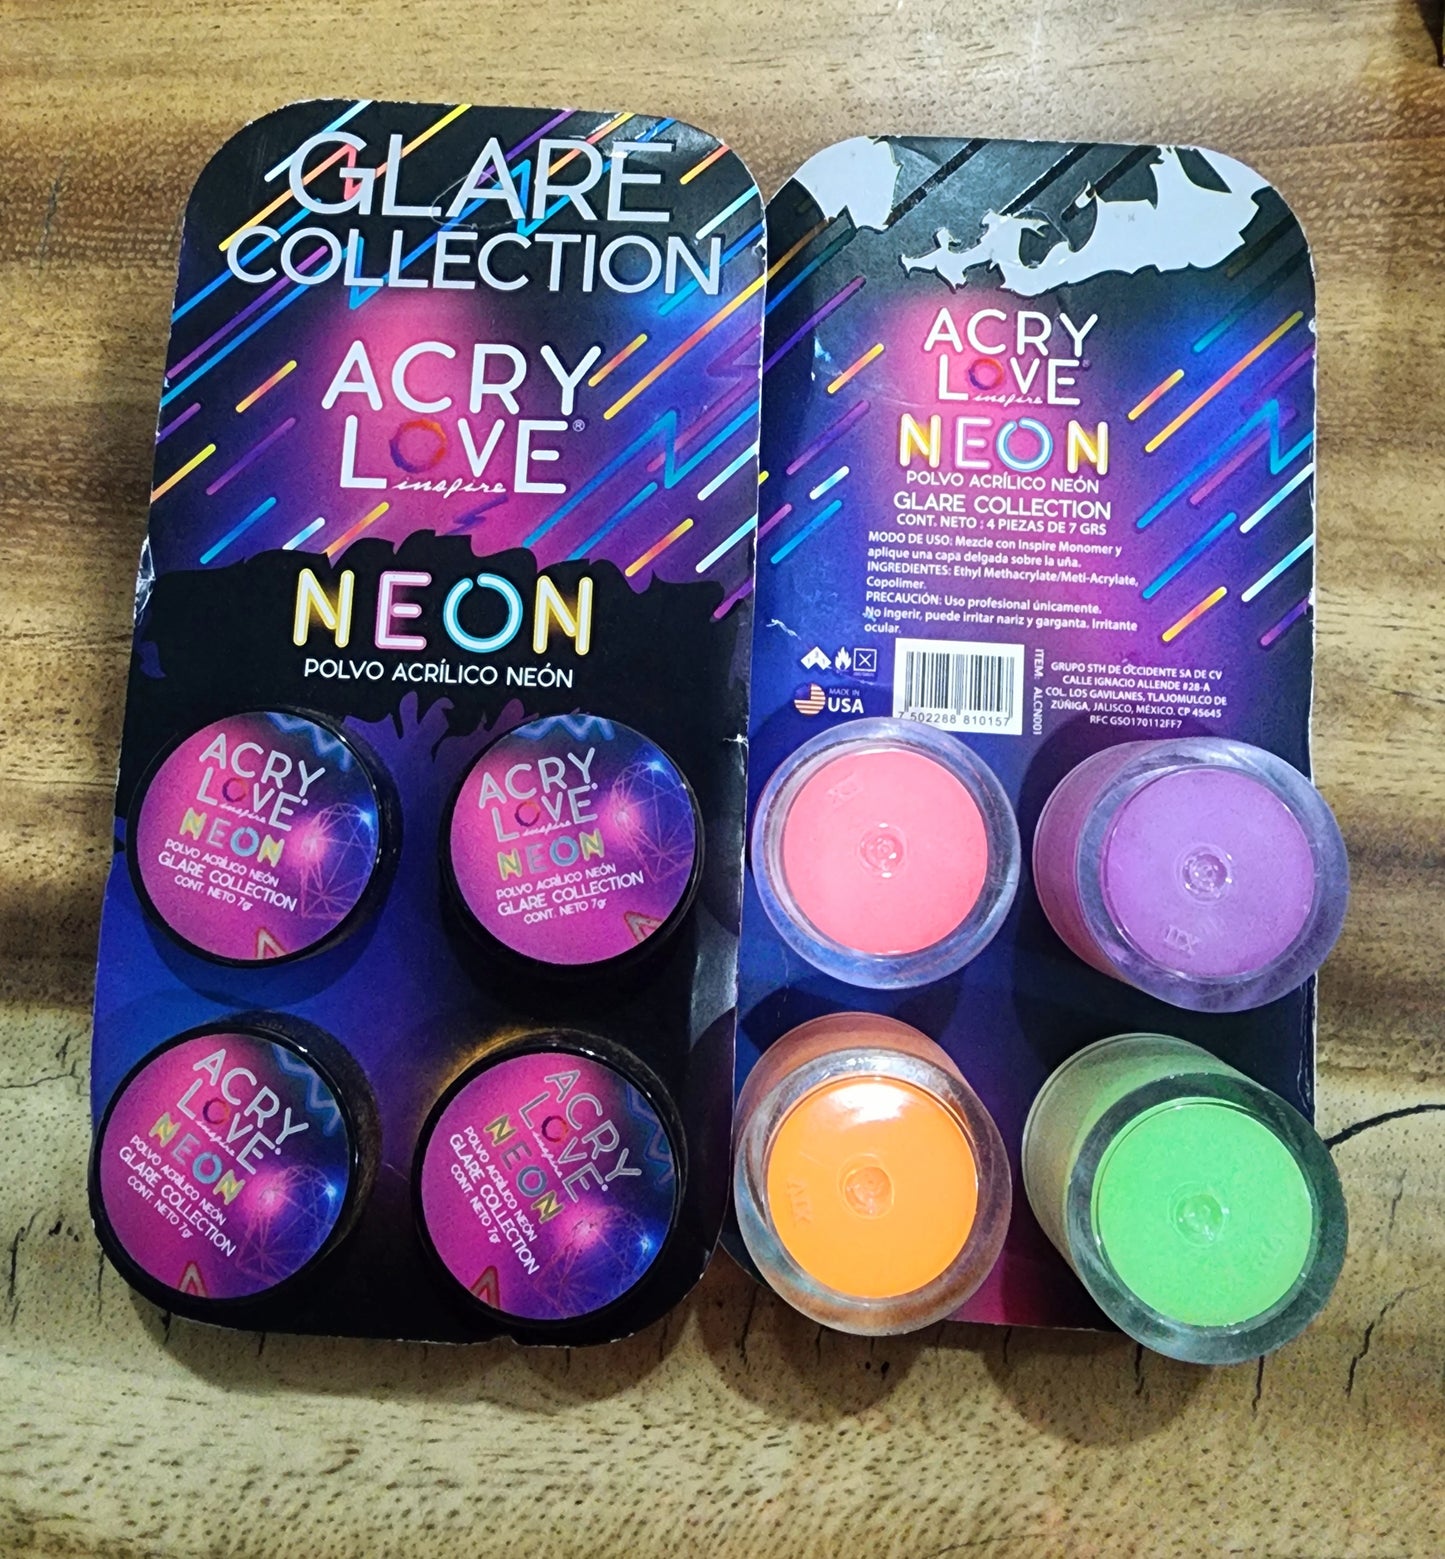 GLARE
COLLECTION
ACRY
LOVE®
inspire
NEON
POLVO ACRÍLICO NEÓN
ACRY
LOVE®
inspire
NEON
POLVO ACRÍLICO NEÓN
GLARE COLLECTION
CONT. NETO 7gr
ACRY
LOVE®
inspire
NEON
POLVO ACRÍLICO NEÓN
GLARE COLLECTION
CONT. NETO 7gr
ACRY
LOVE®
inspire
NEON
POLVO ACRÍLICO NEÓN
GLARE COLLECTION
CONT. NETO 7gr
ACRY
LOVE®
inspire
NEON
POLVO ACRÍLICO NEÓN
GLARE COLLECTION
CONT. NETO 7gr
ACRY
LOVE
inspire
NEON
POLVO ACRÍLICO NEÓN
GLARE COLLECTION
CONT. NETO : 4 PIEZAS DE 7 GRS
MODO DE USO: Mezcle con Inspire Monomer y
aplique una capa delgada sobre la uña.
INGREDIENTES: Ethyl Methacrylate/Meti-Acrylate,
Copolimer.
PRECAUCIÓN: Uso profesional únicamente.
No ingerir, puede irritar nariz y garganta. Irritante
ocular.
MADE IN
USA
7 502288 810157
ITEM: ALCN001
GRUPO STH DE OCCIDENTE SA DE CV
CALLE IGNACIO ALLENDE #28-A
COL. LOS GAVILANES, TLAJOMULCO DE
ZÚÑIGA, JALISCO, MÉXICO. CP 45645
RFC GSO170112FF7